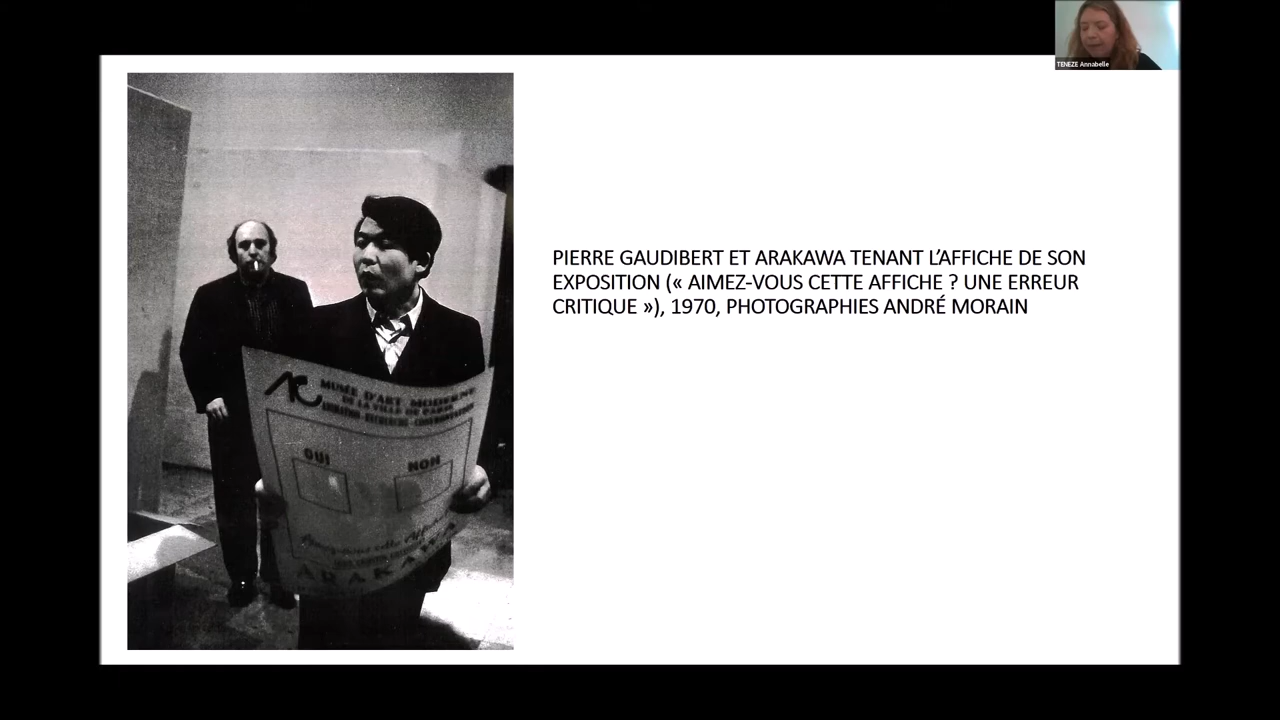 TENEZE Annabelle
PIERRE GAUDIBERT ET ARAKAWA TENANT L’AFFICHE DE SON
EXPOSITION (« AIMEZ-VOUS CETTE AFFICHE ? UNE ERREUR
CRITIQUE »), 1970, PHOTOGRAPHIES ANDRÉ MORAIN
MUSÉE D'ART MODERNE
DE LA VILLE DE PARIS
OUI NON
ARAKAWA